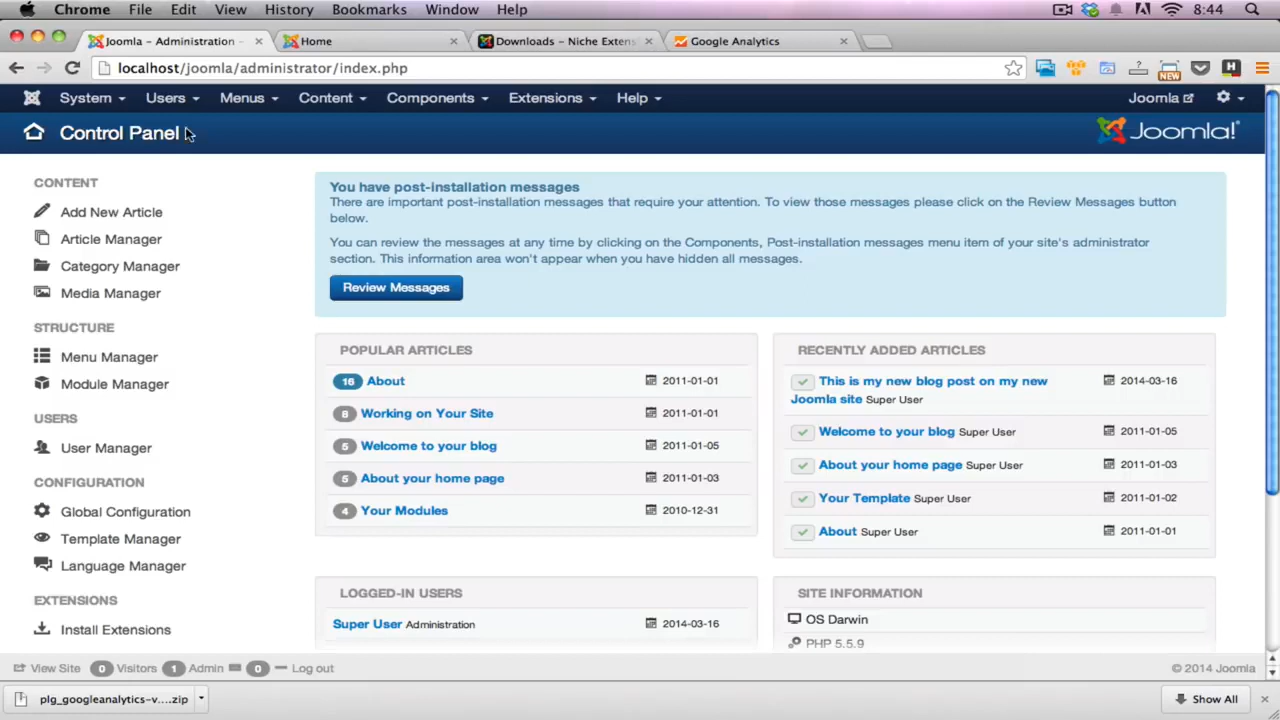 Chrome File Edit View History Bookmarks Window Help 8:44
Joomla - Administration - Home Downloads - Niche Extens Google Analytics
localhost/joomla/administrator/index.php NEW H
System Users Menus Content Components Extensions Help Joomla
Control Panel Joomla!
CONTENT
Add New Article
Article Manager
Category Manager
Media Manager
STRUCTURE
Menu Manager
Module Manager
USERS
User Manager
CONFIGURATION
Global Configuration
Template Manager
Language Manager
EXTENSIONS
Install Extensions
You have post-installation messages
There are important post-installation messages that require your attention. To view those messages please click on the Review Messages button
below.
You can review the messages at any time by clicking on the Components, Post-installation messages menu item of your site's administrator
section. This information area won't appear when you have hidden all messages.
Review Messages
POPULAR ARTICLES
16 About 2011-01-01
8 Working on Your Site 2011-01-01
5 Welcome to your blog 2011-01-05
5 About your home page 2011-01-03
4 Your Modules 2010-12-31
RECENTLY ADDED ARTICLES
This is my new blog post on my new 2014-03-16
Joomla site Super User
Welcome to your blog Super User 2011-01-05
About your home page Super User 2011-01-03
Your Template Super User 2011-01-02
About Super User 2011-01-01
LOGGED-IN USERS
Super User Administration 2014-03-16
SITE INFORMATION
OS Darwin
PHP 5.5.9
View Site 0 Visitors 1 Admin 0 Log out © 2014 Joomla
plg_googleanalytics-v....zip Show All